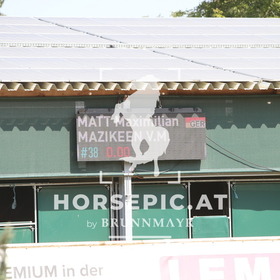 MATT Maximilian
MAZIKEEN V.M
#38 0.00
HORSEPIC.AT
by BRUNNMAYR
EMIUM in der